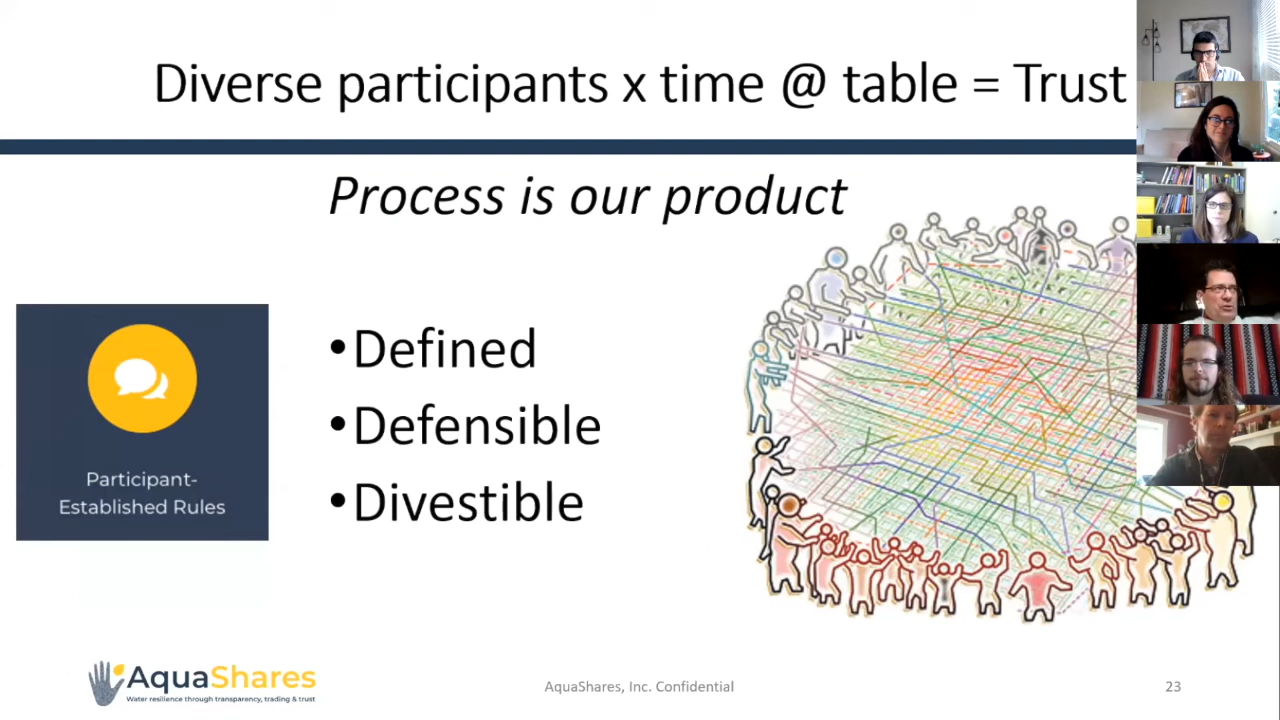 Diverse participants x time @ table = Trust
Process is our product
•Defined
•Defensible
•Divestible
Participant-
Established Rules
AquaShares
Water resilience through transparency, trading & trust
AquaShares, Inc. Confidential
23